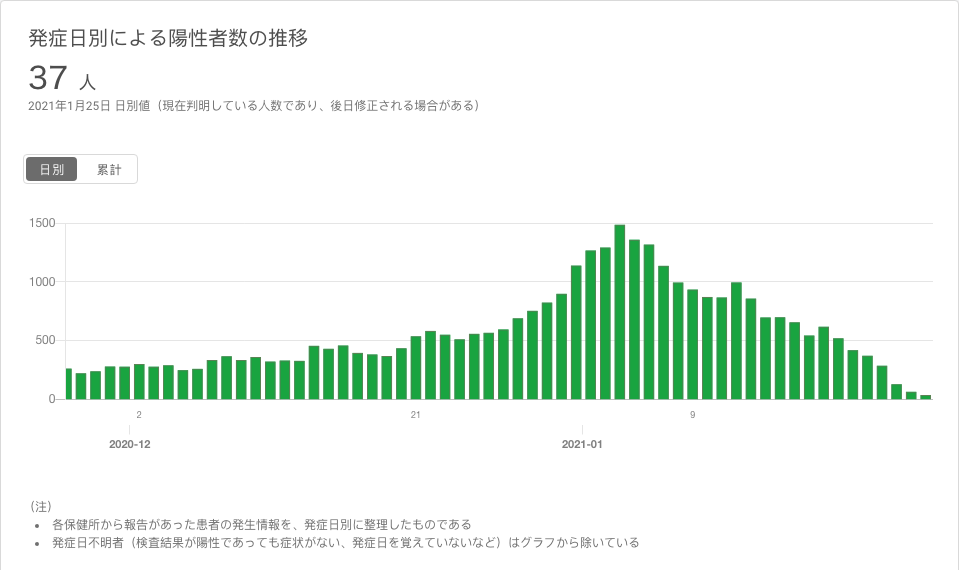 発症日別による陽性者数の推移
37 人
2021年1月25日 日別値（現在判明している人数であり、後日修正される場合がある）
日別 累計
1500
1000
500
0
2 21 9
2020-12 2021-01
（注）
• 各保健所から報告があった患者の発生情報を、発症日別に整理したものである
• 発症日不明者（検査結果が陽性であっても症状がない、発症日を覚えていないなど）はグラフから除いている